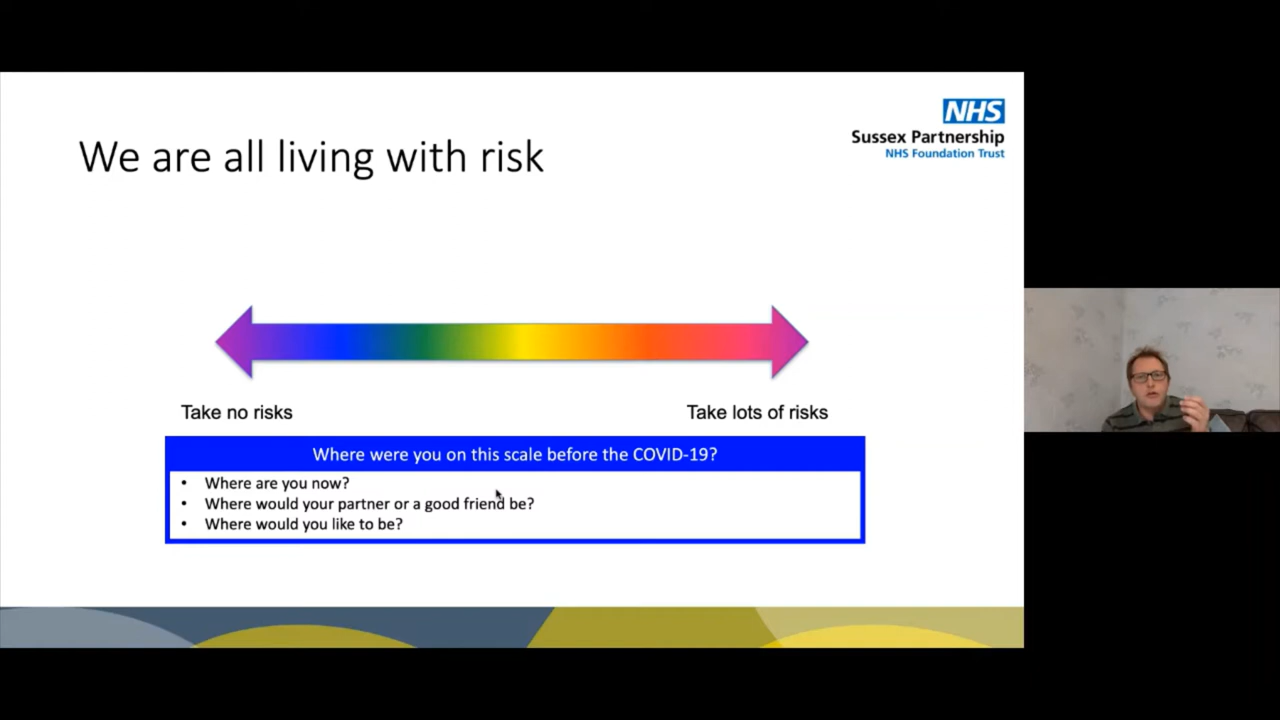 NHS
Sussex Partnership
NHS Foundation Trust
We are all living with risk
Take no risks
Take lots of risks
Where were you on this scale before the COVID-19?
• Where are you now?
• Where would your partner or a good friend be?
• Where would you like to be?